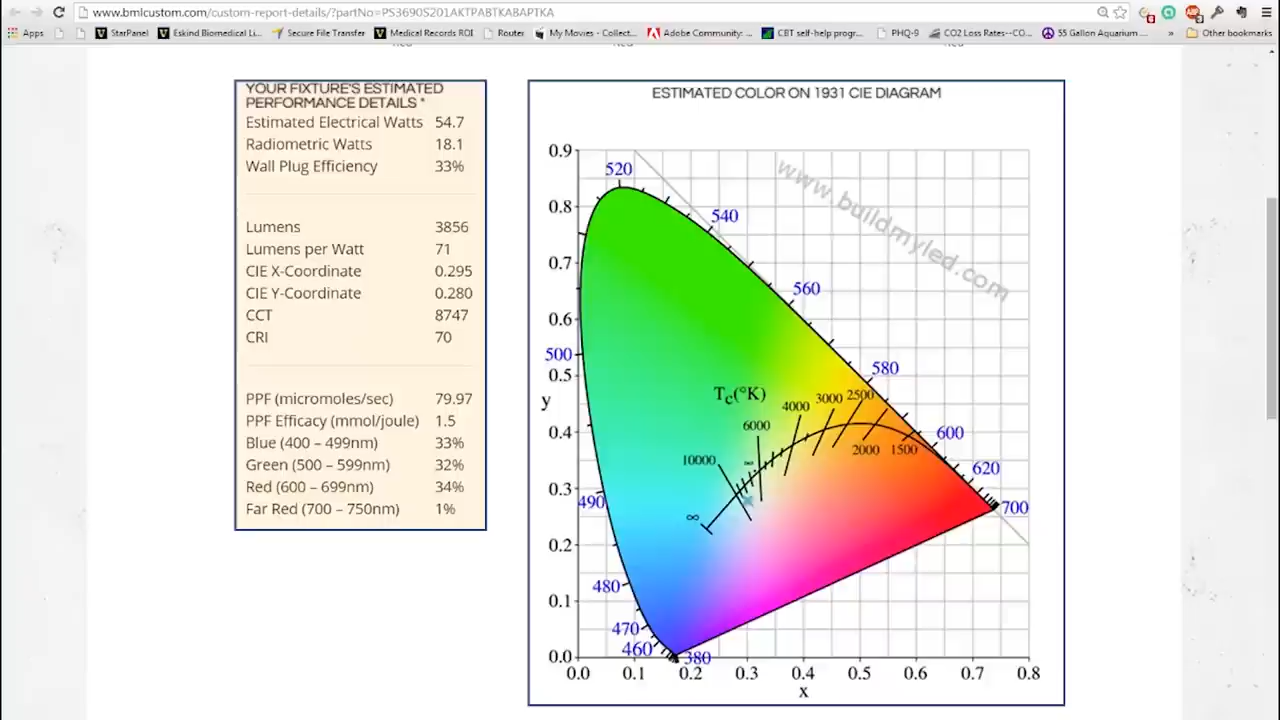 www.bmlcustom.com/custom-report-details/?partNo=PS3690S201AKTPABTKABAPTKA
Apps StarPanel Eskind Biomedical Li... Secure File Transfer Medical Records ROI Router My Movies - Collect... Adobe Community: ... CBT self-help progr... PHQ-9 CO2 Loss Rates--CO... 55 Gallon Aquarium ... » Other bookmarks
YOUR FIXTURE'S ESTIMATED
PERFORMANCE DETAILS *
Estimated Electrical Watts 54.7
Radiometric Watts 18.1
Wall Plug Efficiency 33%
Lumens 3856
Lumens per Watt 71
CIE X-Coordinate 0.295
CIE Y-Coordinate 0.280
CCT 8747
CRI 70
PPF (micromoles/sec) 79.97
PPF Efficacy (mmol/joule) 1.5
Blue (400 – 499nm) 33%
Green (500 – 599nm) 32%
Red (600 – 699nm) 34%
Far Red (700 – 750nm) 1%
ESTIMATED COLOR ON 1931 CIE DIAGRAM
www.buildmyled.com
0.9
520
0.8
540
0.7
560
0.6
500
580
0.5
y
Tc(°K)
4000 3000 2500
6000
0.4
600
2000 1500
10000
620
0.3
490
700
∞
0.2
480
0.1
470
460
0.0
380
0.0 0.1 0.2 0.3 0.4 0.5 0.6 0.7 0.8
x